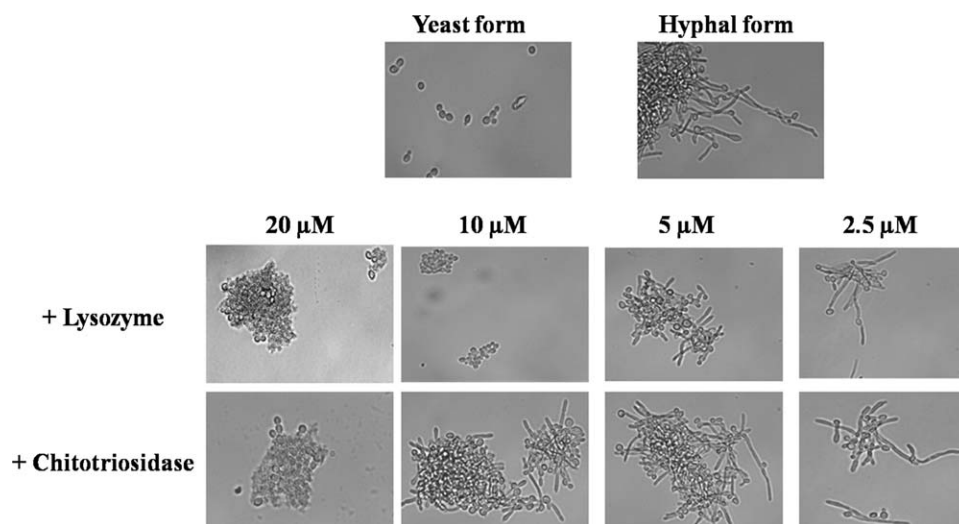 Yeast form Hyphal form
20 µM 10 µM 5 µM 2.5 µM
+ Lysozyme
+ Chitotriosidase